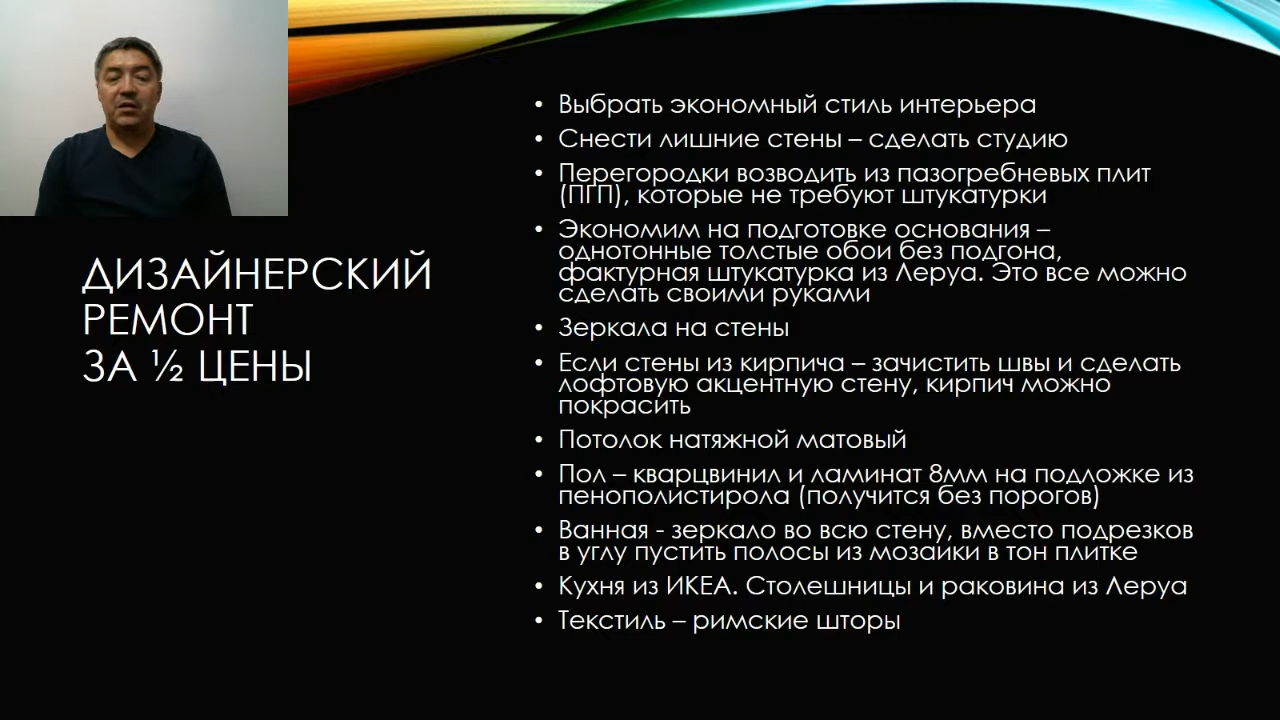 ДИЗАЙНЕРСКИЙ
РЕМОНТ
ЗА ½ ЦЕНЫ
• Выбрать экономный стиль интерьера
• Снести лишние стены – сделать студию
• Перегородки возводить из пазогребневых плит
(ПГП), которые не требуют штукатурки
• Экономим на подготовке основания –
однотонные толстые обои без подгона,
фактурная штукатурка из Леруа. Это все можно
сделать своими руками
• Зеркала на стены
• Если стены из кирпича – зачистить швы и сделать
лофтовую акцентную стену, кирпич можно
покрасить
• Потолок натяжной матовый
• Пол – кварцвинил и ламинат 8мм на подложке из
пенополистирола (получится без порогов)
• Ванная - зеркало во всю стену, вместо подрезков
в углу пустить полосы из мозаики в тон плитке
• Кухня из ИКЕА. Столешницы и раковина из Леруа
• Текстиль – римские шторы